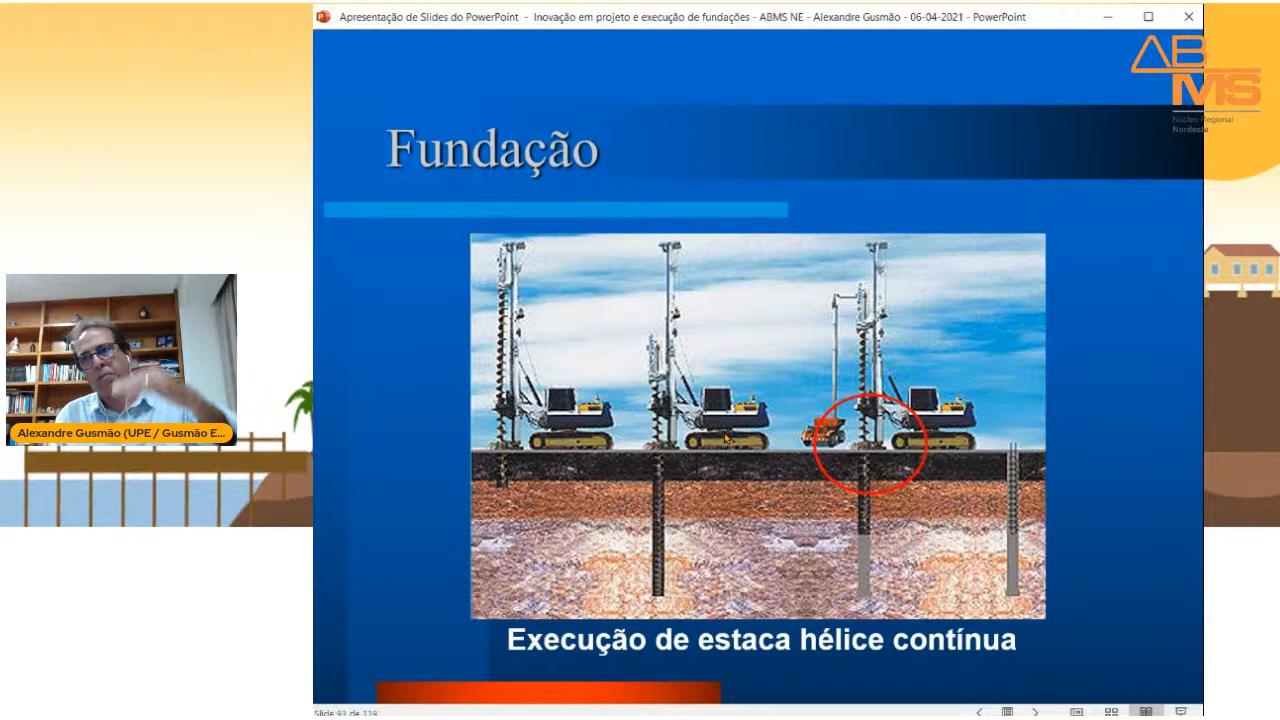 Apresentação de Slides do PowerPoint - Inovação em projeto e execução de fundações - ABMS NE - Alexandre Gusmão - 06-04-2021 - PowerPoint
ABMS
Núcleo Regional
Nordeste
Fundação
Alexandre Gusmão (UPE / Gusmão E...
Execução de estaca hélice contínua
Slide 93 de 119